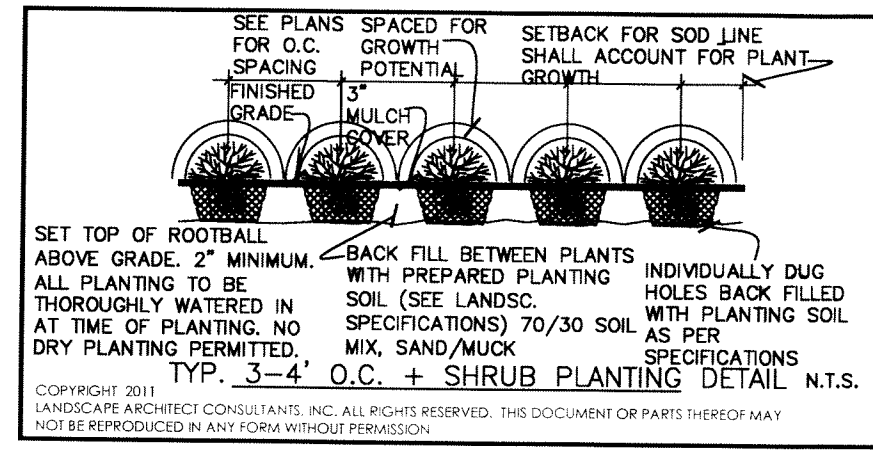 SEE PLANS
FOR O.C.
SPACING
SPACED FOR
GROWTH
POTENTIAL
SETBACK FOR SOD LINE
SHALL ACCOUNT FOR PLANT
GROWTH
FINISHED
GRADE
3"
MULCH
COVER
SET TOP OF ROOTBALL
ABOVE GRADE. 2" MINIMUM.
ALL PLANTING TO BE
THOROUGHLY WATERED IN
AT TIME OF PLANTING. NO
DRY PLANTING PERMITTED.
BACK FILL BETWEEN PLANTS
WITH PREPARED PLANTING
SOIL (SEE LANDSC.
SPECIFICATIONS) 70/30 SOIL
MIX, SAND/MUCK
INDIVIDUALLY DUG
HOLES BACK FILLED
WITH PLANTING SOIL
AS PER
SPECIFICATIONS
TYP. 3-4' O.C. + SHRUB PLANTING DETAIL N.T.S.
COPYRIGHT 2011
LANDSCAPE ARCHITECT CONSULTANTS, INC. ALL RIGHTS RESERVED. THIS DOCUMENT OR PARTS THEREOF MAY
NOT BE REPRODUCED IN ANY FORM WITHOUT PERMISSION